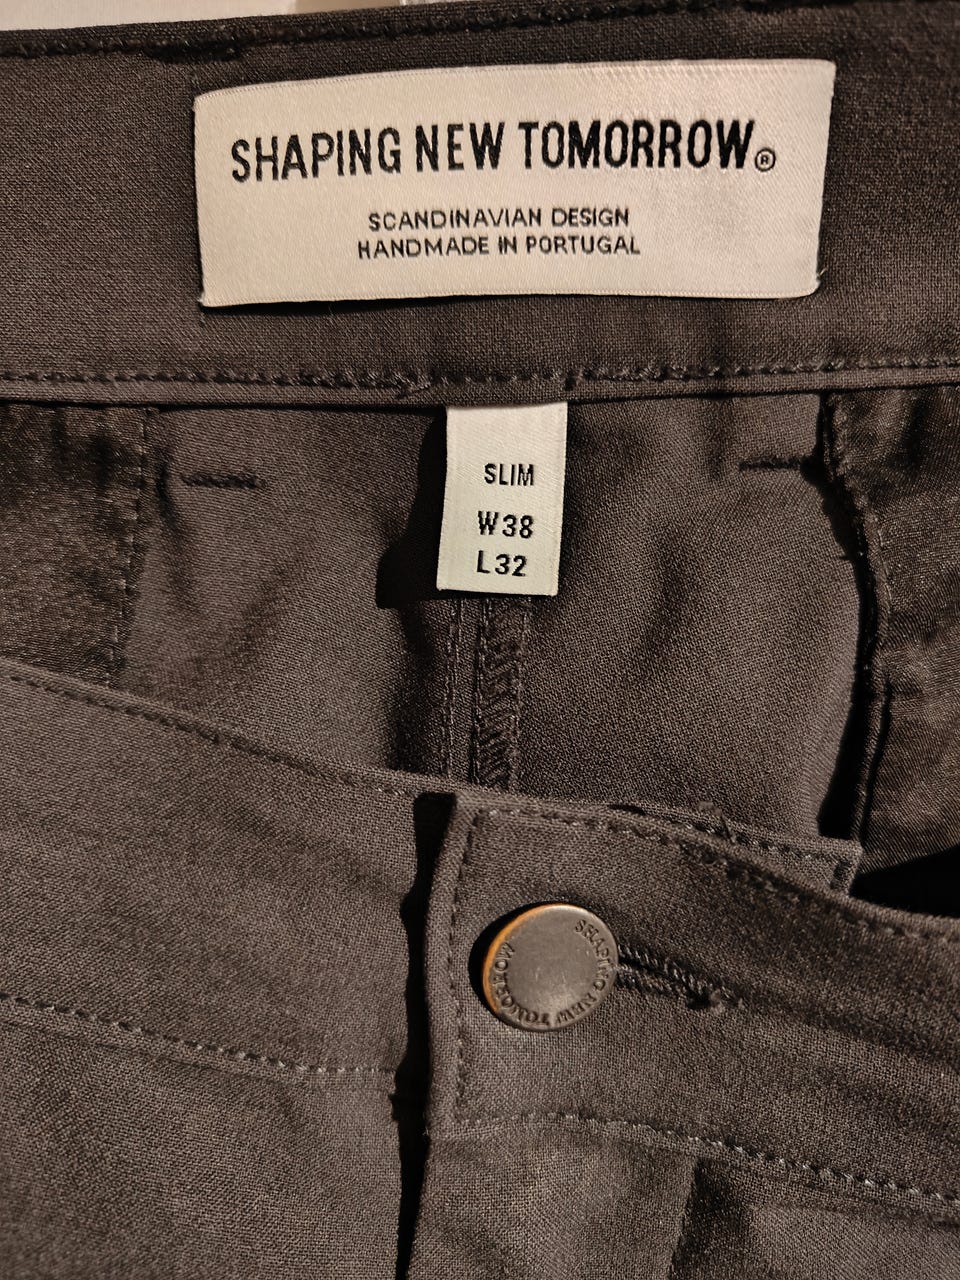 SHAPING NEW TOMORROW®
SCANDINAVIAN DESIGN
HANDMADE IN PORTUGAL
SLIM
W38
L32
SHAPING NEW TOMORROW